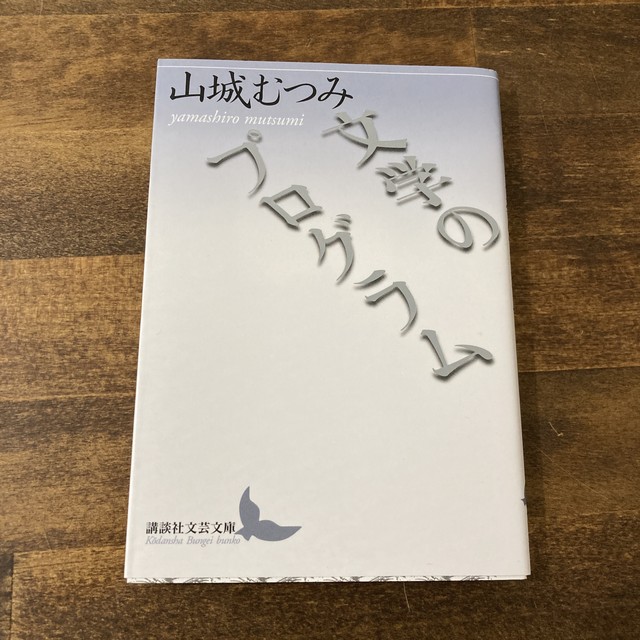 山城むつみ
yamashiro mutsumi
文学の
プログラム
講談社文芸文庫
Kōdansha Bungei bunko